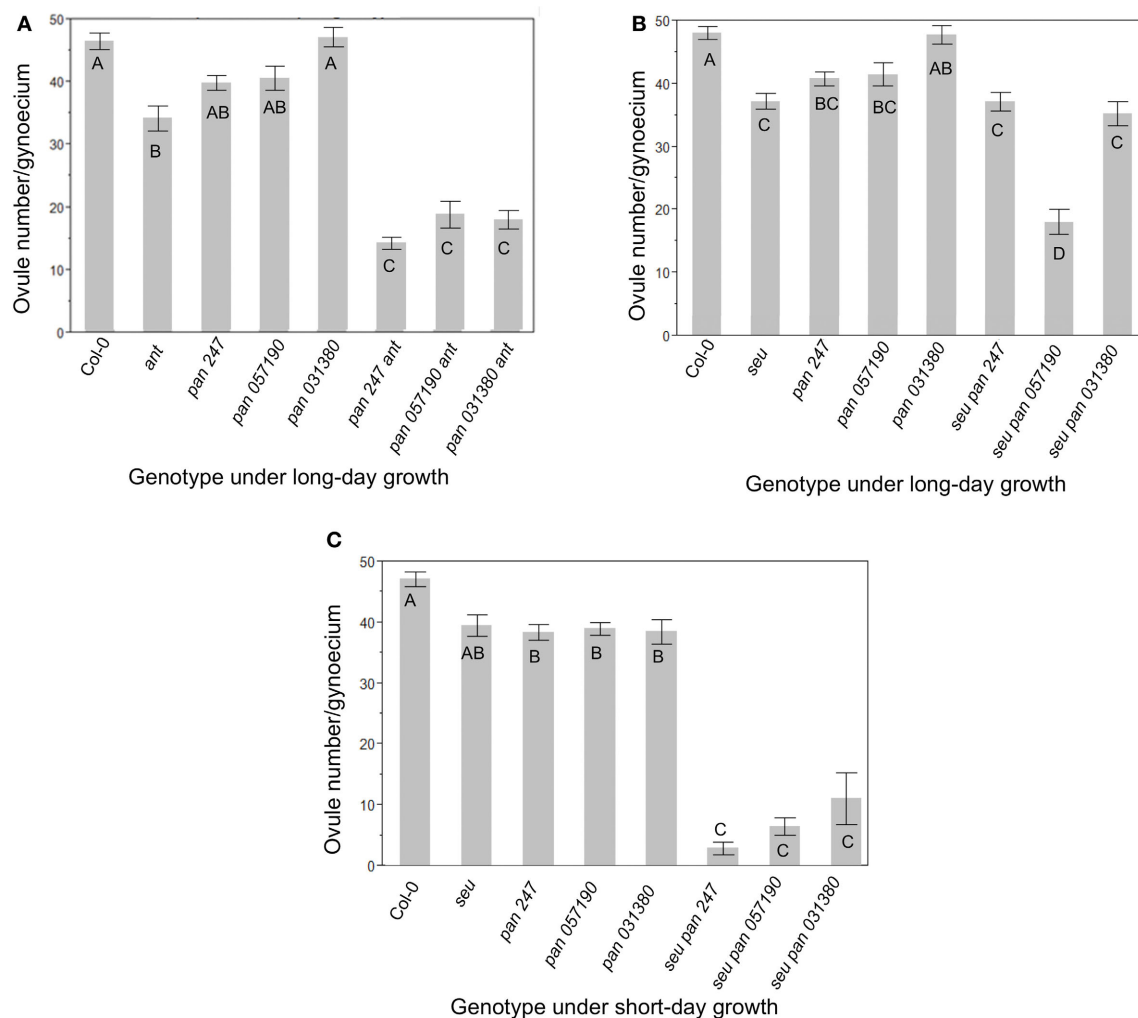 A
Ovule number/gynoecium
50
40
30
20
10
0
A
B
AB
AB
A
C
C
C
Col-0
ant
pan 247
pan 057190
pan 031380
pan 247 ant
pan 057190 ant
pan 031380 ant
Genotype under long-day growth
B
Ovule number/gynoecium
50
40
30
20
10
0
A
C
BC
BC
AB
C
D
C
Col-0
seu
pan 247
pan 057190
pan 031380
seu pan 247
seu pan 057190
seu pan 031380
Genotype under long-day growth
C
Ovule number/gynoecium
50
40
30
20
10
0
A
AB
B
B
B
C
C
C
Col-0
seu
pan 247
pan 057190
pan 031380
seu pan 247
seu pan 057190
seu pan 031380
Genotype under short-day growth